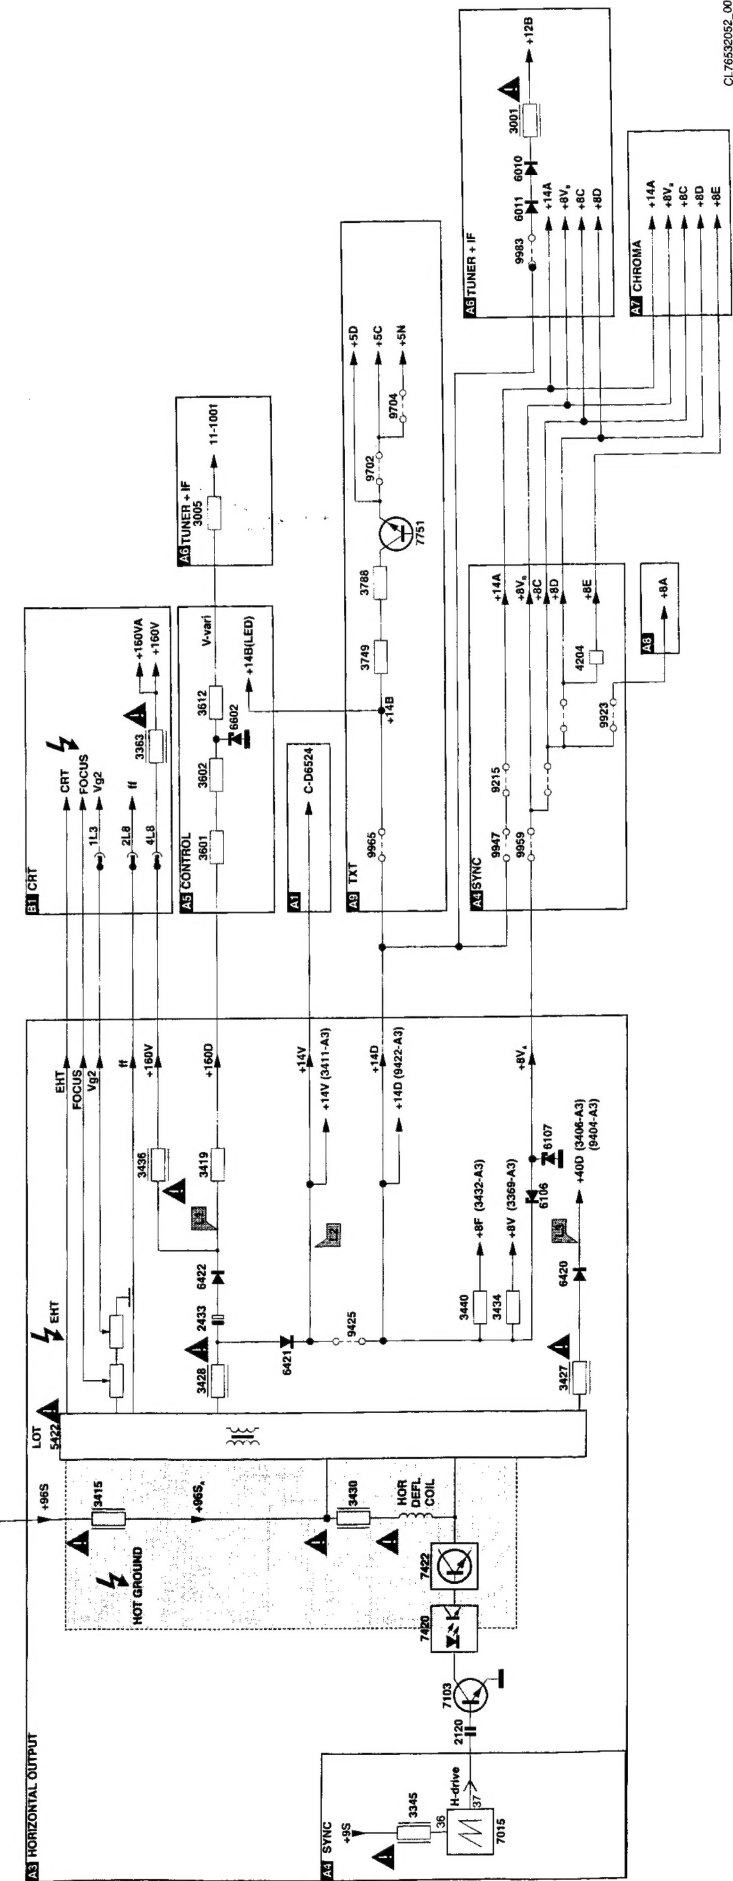 A3 HORIZONTAL OUTPUT
+96S
3415
+96SA
HOT GROUND
3430
HOR DEFL. COIL
7422
7420
7103
2120
A4 SYNC
+9S
3345
36
H-drive
37
7015
LOT
5422
EHT
3428
2433
6422
3419
3436
6421
9425
3440
3434
+8F (3432-A3)
+8V (3369-A3)
6106
6107
3427
6420
+40D (3406-A3)
(9404-A3)
L2
EHT
FOCUS
Vg2
ff
+160V
+160D
+14V
+14V (3411-A3)
+14D
+14D (9422-A3)
+8VA
B1 CRT
CRT
FOCUS
Vg2
1L3
2L8
ff
4L8
3363
+160VA
+160V
A5 CONTROL
3601
3602
6602
3612
V-vari
+14B(LED)
A6 TUNER + IF
3005
11-1001
A1
C-D6524
A9 TXT
9965
+14B
3749
3788
7751
9702
9704
+5D
+5C
+5N
A4 SYNC
9947
9215
9959
+14A
+8VB
+8C
+8D
+8E
4204
9923
A8
+8A
A6 TUNER + IF
9983
6011
6010
3001
+12B
+14A
+8VB
+8C
+8D
A7 CHROMA
+14A
+8VB
+8C
+8D
+8E